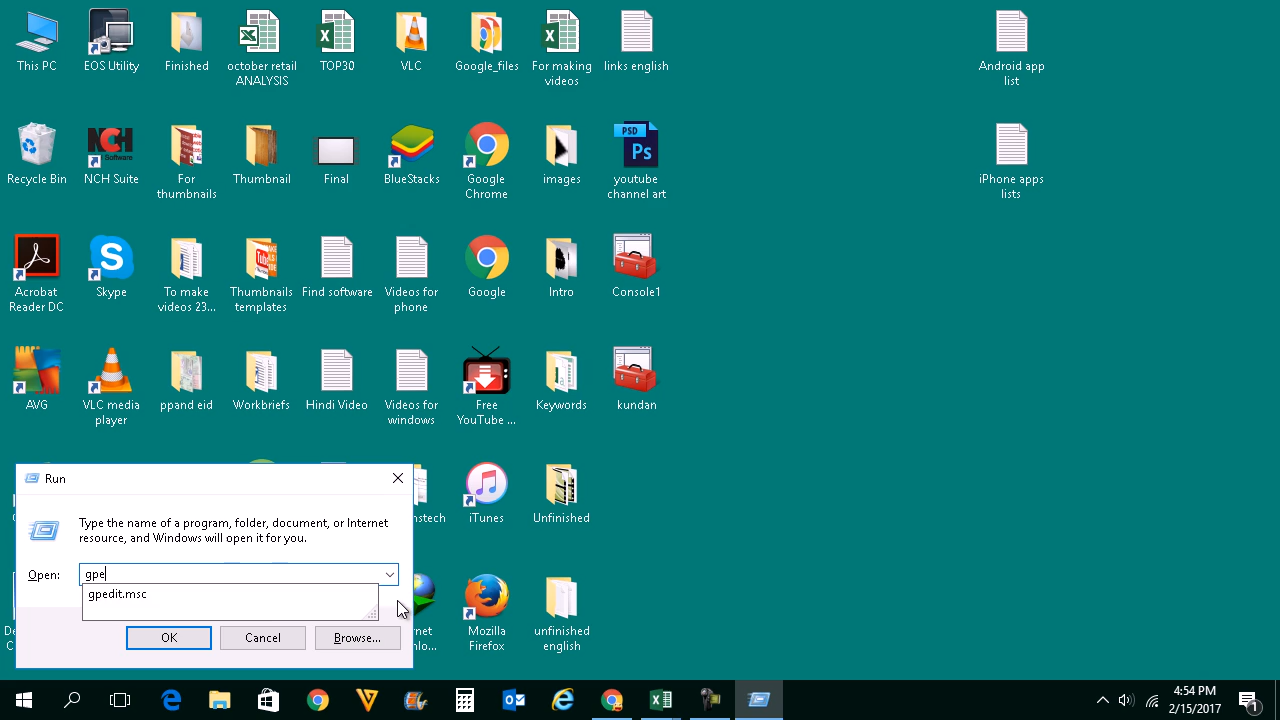 This PC
EOS Utility
Finished
october retail
ANALYSIS
TOP30
VLC
Google_files
For making
videos
links english
Android app
list
Recycle Bin
NCH
Software
NCH Suite
For
thumbnails
Thumbnail
Final
BlueStacks
Google
Chrome
images
PSD
Ps
youtube
channel art
iPhone apps
lists
Acrobat
Reader DC
Skype
To make
videos 23...
Thumbnails
templates
Find software
Videos for
phone
Google
Intro
Console1
AVG
VLC media
player
ppand eid
Workbriefs
Hindi Video
Videos for
windows
Free
YouTube ...
Keywords
kundan
iTunes
Unfinished
Mozilla
Firefox
unfinished
english
Run
Type the name of a program, folder, document, or Internet
resource, and Windows will open it for you.
Open:
gpe
gpedit.msc
OK
Cancel
Browse...
4:54 PM
2/15/2017
1